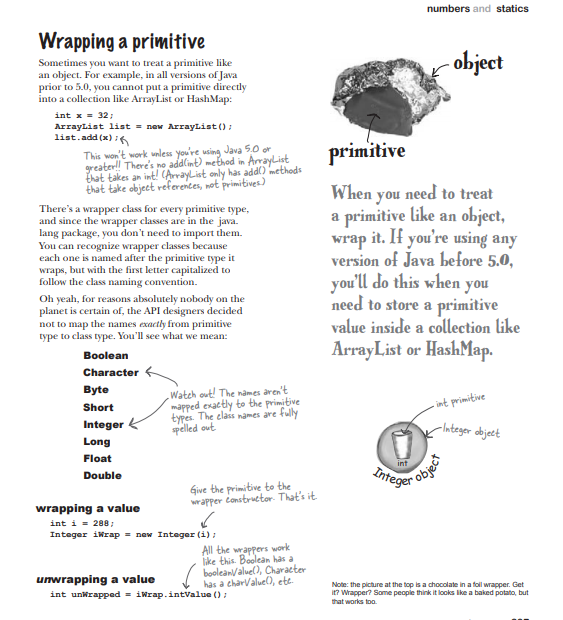 numbers and statics
Wrapping a primitive
Sometimes you want to treat a primitive like
an object. For example, in all versions of Java
prior to 5.0, you cannot put a primitive directly
into a collection like ArrayList or HashMap:
int x = 32;
ArrayList list = new ArrayList();
list.add(x);
This won't work unless you're using Java 5.0 or
greater!! There's no add(int) method in ArrayList
that takes an int! (ArrayList only has add() methods
that take object references, not primitives.)
There's a wrapper class for every primitive type,
and since the wrapper classes are in the java.
lang package, you don't need to import them.
You can recognize wrapper classes because
each one is named after the primitive type it
wraps, but with the first letter capitalized to
follow the class naming convention.
Oh yeah, for reasons absolutely nobody on the
planet is certain of, the API designers decided
not to map the names exactly from primitive
type to class type. You'll see what we mean:
Boolean
Character
Byte
Short
Integer
Long
Float
Double
Watch out! The names aren't
mapped exactly to the primitive
types. The class names are fully
spelled out.
wrapping a value
int i = 288;
Integer iWrap = new Integer(i);
Give the primitive to the
wrapper constructor. That's it.
All the wrappers work
like this. Boolean has a
booleanValue(), Character
has a charValue(), etc.
unwrapping a value
int unWrapped = iWrap.intValue();
object
primitive
When you need to treat
a primitive like an object,
wrap it. If you're using any
version of Java before 5.0,
you'll do this when you
need to store a primitive
value inside a collection like
ArrayList or HashMap.
int primitive
Integer object
int
Integer object
Note: the picture at the top is a chocolate in a foil wrapper. Get
it? Wrapper? Some people think it looks like a baked potato, but
that works too.